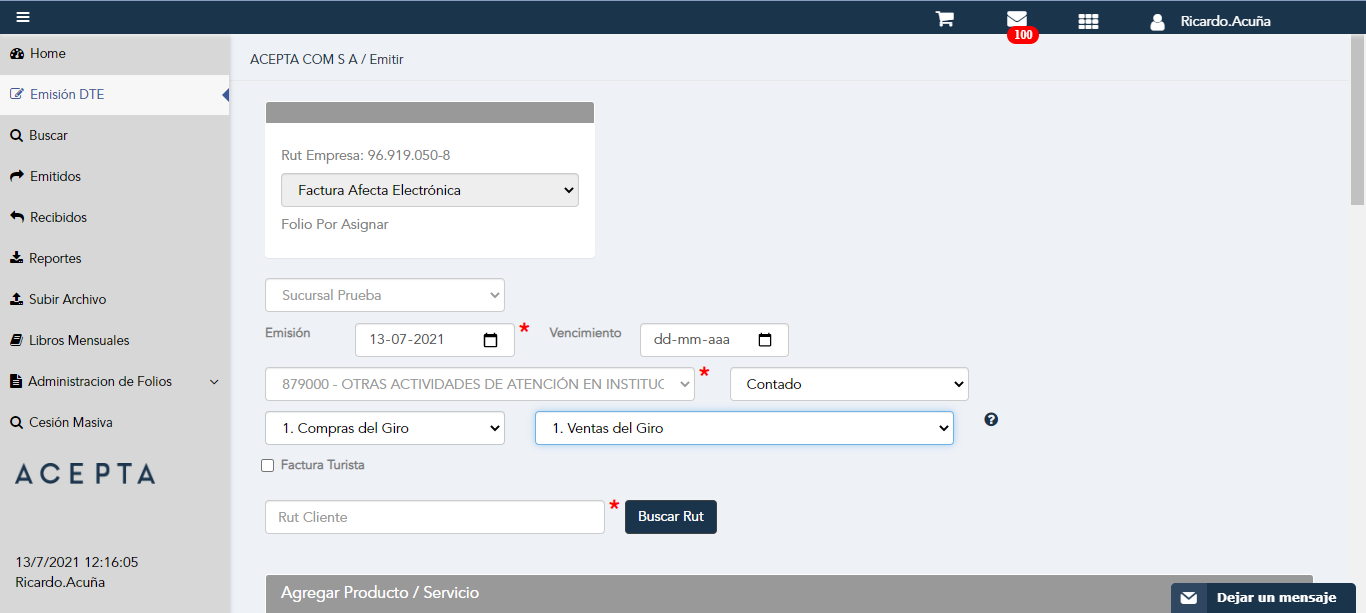 100
Ricardo.Acuña
Home
Emisión DTE
Buscar
Emitidos
Recibidos
Reportes
Subir Archivo
Libros Mensuales
Administracion de Folios
Cesión Masiva
ACEPTA
13/7/2021 12:16:05
Ricardo.Acuña
ACEPTA COM S A / Emitir
Rut Empresa: 96.919.050-8
Factura Afecta Electrónica
Folio Por Asignar
Sucursal Prueba
Emisión 13-07-2021 * Vencimiento dd-mm-aaa
879000 - OTRAS ACTIVIDADES DE ATENCIÓN EN INSTITUC * Contado
1. Compras del Giro 1. Ventas del Giro ?
Factura Turista
Rut Cliente * Buscar Rut
Agregar Producto / Servicio
Dejar un mensaje